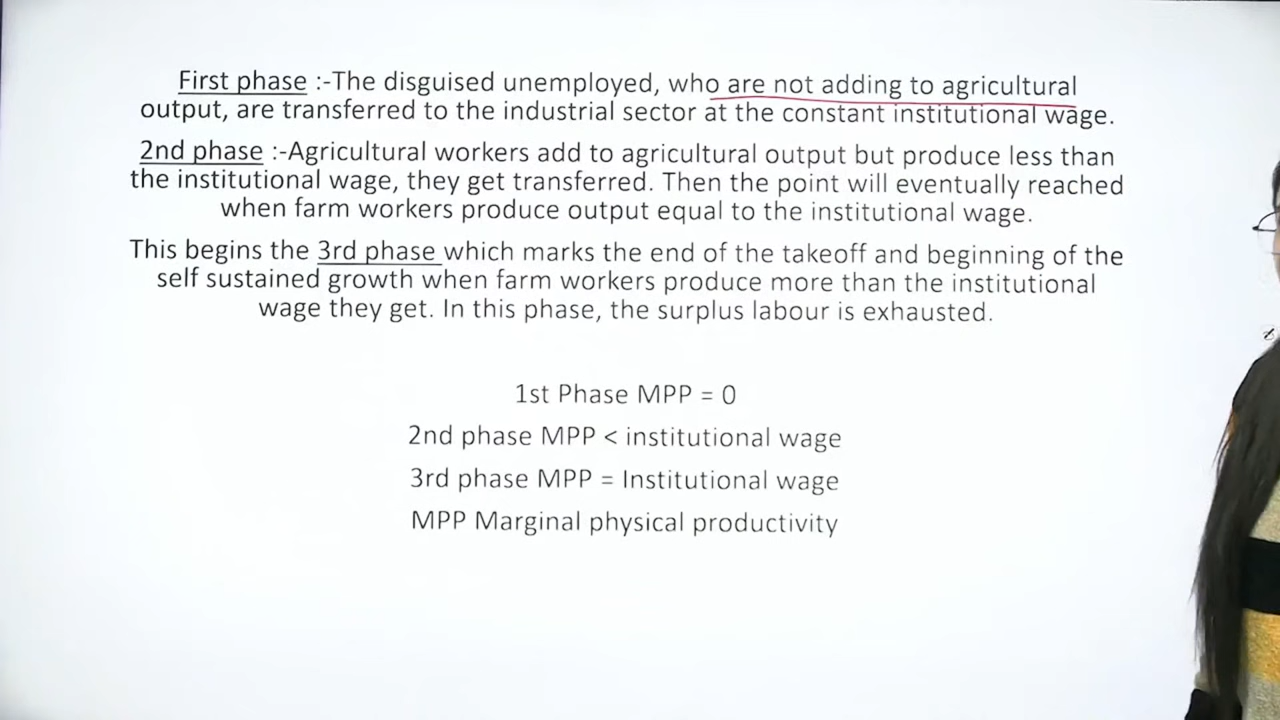 First phase :-The disguised unemployed, who are not adding to agricultural
output, are transferred to the industrial sector at the constant institutional wage.
2nd phase :-Agricultural workers add to agricultural output but produce less than
the institutional wage, they get transferred. Then the point will eventually reached
when farm workers produce output equal to the institutional wage.
This begins the 3rd phase which marks the end of the takeoff and beginning of the
self sustained growth when farm workers produce more than the institutional
wage they get. In this phase, the surplus labour is exhausted.
1st Phase MPP = 0
2nd phase MPP < institutional wage
3rd phase MPP = Institutional wage
MPP Marginal physical productivity